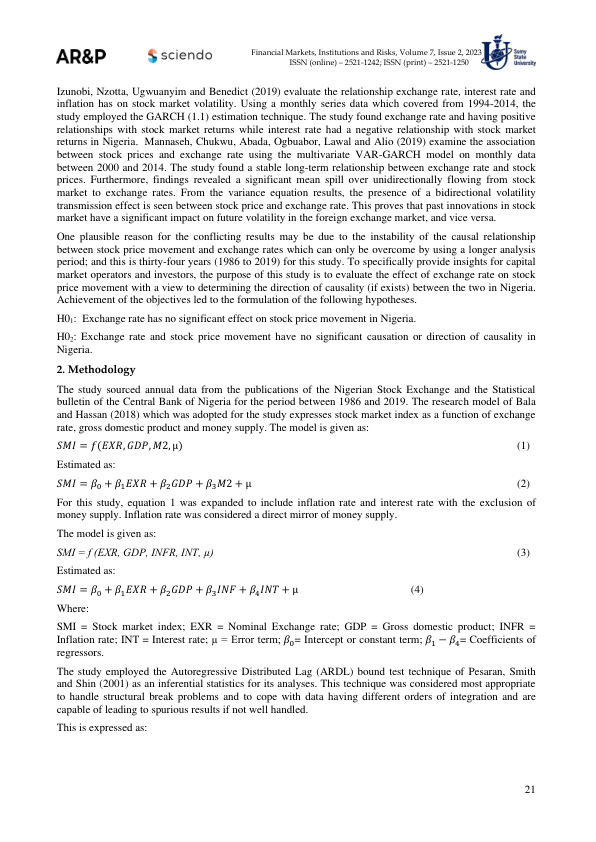 AR&P
sciendo
Financial Markets, Institutions and Risks, Volume 7, Issue 2, 2023
ISSN (online) – 2521-1242; ISSN (print) – 2521-1250
Sumy
State
University
Izunobi, Nzotta, Ugwuanyim and Benedict (2019) evaluate the relationship exchange rate, interest rate and
inflation has on stock market volatility. Using a monthly series data which covered from 1994-2014, the
study employed the GARCH (1.1) estimation technique. The study found exchange rate and having positive
relationships with stock market returns while interest rate had a negative relationship with stock market
returns in Nigeria. Mannaseh, Chukwu, Abada, Ogbuabor, Lawal and Alio (2019) examine the association
between stock prices and exchange rate using the multivariate VAR-GARCH model on monthly data
between 2000 and 2014. The study found a stable long-term relationship between exchange rate and stock
prices. Furthermore, findings revealed a significant mean spill over unidirectionally flowing from stock
market to exchange rates. From the variance equation results, the presence of a bidirectional volatility
transmission effect is seen between stock price and exchange rate. This proves that past innovations in stock
market have a significant impact on future volatility in the foreign exchange market, and vice versa.
One plausible reason for the conflicting results may be due to the instability of the causal relationship
between stock price movement and exchange rates which can only be overcome by using a longer analysis
period; and this is thirty-four years (1986 to 2019) for this study. To specifically provide insights for capital
market operators and investors, the purpose of this study is to evaluate the effect of exchange rate on stock
price movement with a view to determining the direction of causality (if exists) between the two in Nigeria.
Achievement of the objectives led to the formulation of the following hypotheses.
H0₁: Exchange rate has no significant effect on stock price movement in Nigeria.
H0₂: Exchange rate and stock price movement have no significant causation or direction of causality in
Nigeria.
2. Methodology
The study sourced annual data from the publications of the Nigerian Stock Exchange and the Statistical
bulletin of the Central Bank of Nigeria for the period between 1986 and 2019. The research model of Bala
and Hassan (2018) which was adopted for the study expresses stock market index as a function of exchange
rate, gross domestic product and money supply. The model is given as:
SMI = f(EXR, GDP, M2, μ) (1)
Estimated as:
SMI = β₀ + β₁EXR + β₂GDP + β₃M2 + μ (2)
For this study, equation 1 was expanded to include inflation rate and interest rate with the exclusion of
money supply. Inflation rate was considered a direct mirror of money supply.
The model is given as:
SMI = f (EXR, GDP, INFR, INT, μ) (3)
Estimated as:
SMI = β₀ + β₁EXR + β₂GDP + β₃INF + β₄INT + μ (4)
Where:
SMI = Stock market index; EXR = Nominal Exchange rate; GDP = Gross domestic product; INFR =
Inflation rate; INT = Interest rate; μ = Error term; β₀= Intercept or constant term; β₁ − β₄= Coefficients of
regressors.
The study employed the Autoregressive Distributed Lag (ARDL) bound test technique of Pesaran, Smith
and Shin (2001) as an inferential statistics for its analyses. This technique was considered most appropriate
to handle structural break problems and to cope with data having different orders of integration and are
capable of leading to spurious results if not well handled.
This is expressed as:
21